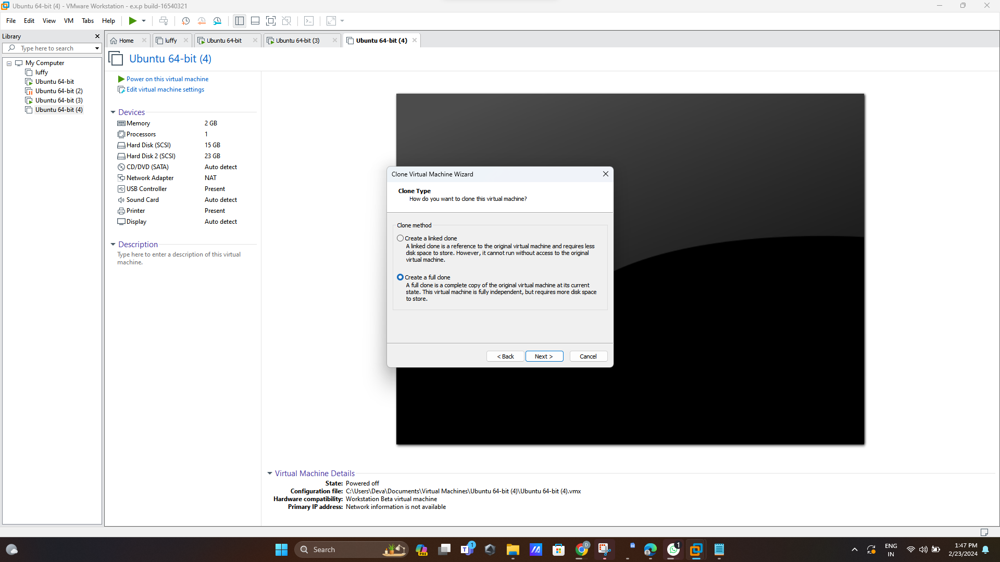 Ubuntu 64-bit (4) - VMware Workstation - e.x.p build-16540321
File Edit View VM Tabs Help
Library
Type here to search
My Computer
luffy
Ubuntu 64-bit
Ubuntu 64-bit (2)
Ubuntu 64-bit (3)
Ubuntu 64-bit (4)
Home luffy Ubuntu 64-bit Ubuntu 64-bit (3) Ubuntu 64-bit (4)
Ubuntu 64-bit (4)
Power on this virtual machine
Edit virtual machine settings
Devices
Memory 2 GB
Processors 1
Hard Disk (SCSI) 15 GB
Hard Disk 2 (SCSI) 23 GB
CD/DVD (SATA) Auto detect
Network Adapter NAT
USB Controller Present
Sound Card Auto detect
Printer Present
Display Auto detect
Description
Type here to enter a description of this virtual
machine.
Clone Virtual Machine Wizard
Clone Type
How do you want to clone this virtual machine?
Clone method
Create a linked clone
A linked clone is a reference to the original virtual machine and requires less
disk space to store. However, it cannot run without access to the original
virtual machine.
Create a full clone
A full clone is a complete copy of the original virtual machine at its current
state. This virtual machine is fully independent, but requires more disk space
to store.
< Back Next > Cancel
Virtual Machine Details
State: Powered off
Configuration file: C:\Users\Deva\Documents\Virtual Machines\Ubuntu 64-bit (4)\Ubuntu 64-bit (4).vmx
Hardware compatibility: Workstation Beta virtual machine
Primary IP address: Network information is not available
Search
PRE
T
1
D
1
ENG
IN
1:47 PM
2/23/2024